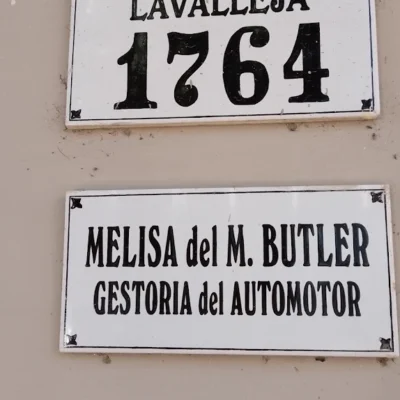 LAVALLEJA
1764
MELISA del M. BUTLER
GESTORIA del AUTOMOTOR